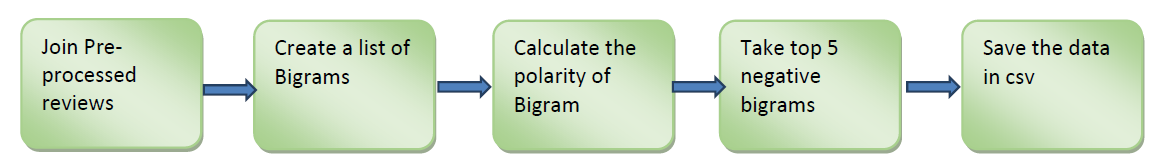 Join Pre-
processed
reviews
Create a list of
Bigrams
Calculate the
polarity of
Bigram
Take top 5
negative
bigrams
Save the data
in csv